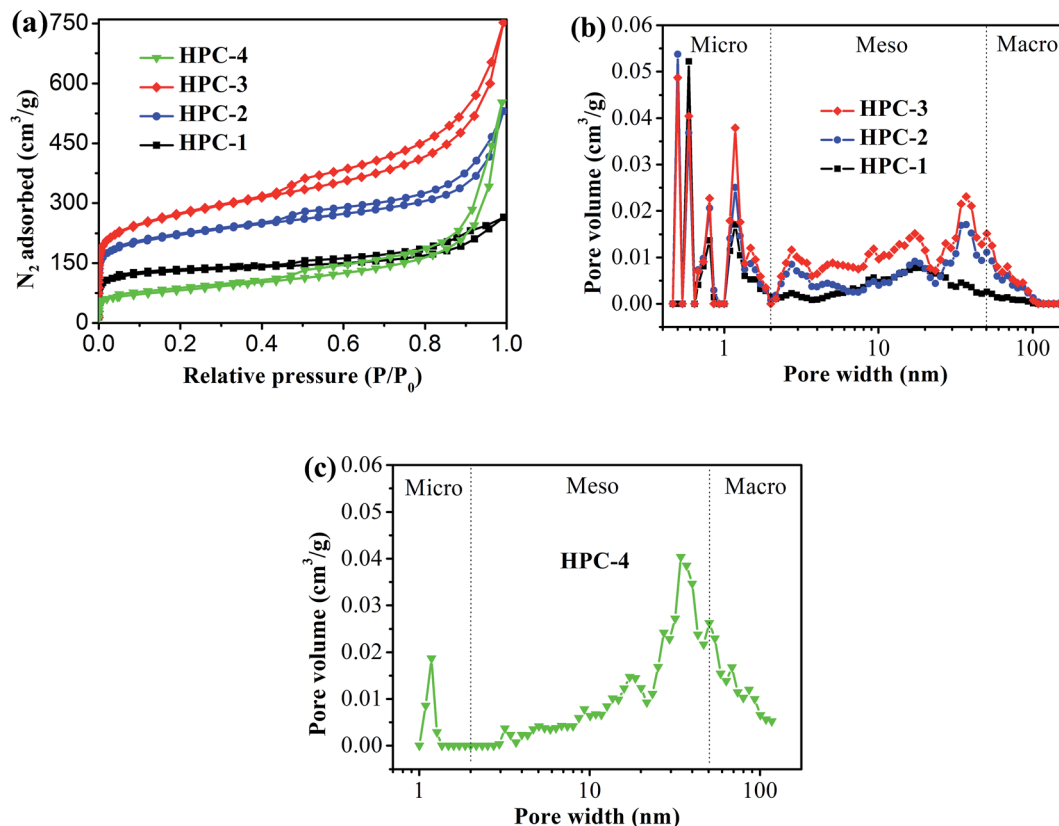 (a)
750
600
450
300
150
0
N₂ adsorbed (cm³/g)
HPC-4
HPC-3
HPC-2
HPC-1
0.0 0.2 0.4 0.6 0.8 1.0
Relative pressure (P/P₀)
(b)
0.06
0.05
0.04
0.03
0.02
0.01
0.00
Pore volume (cm³/g)
Micro Meso Macro
HPC-3
HPC-2
HPC-1
1 10 100
Pore width (nm)
(c)
0.06
0.05
0.04
0.03
0.02
0.01
0.00
Pore volume (cm³/g)
Micro Meso Macro
HPC-4
1 10 100
Pore width (nm)